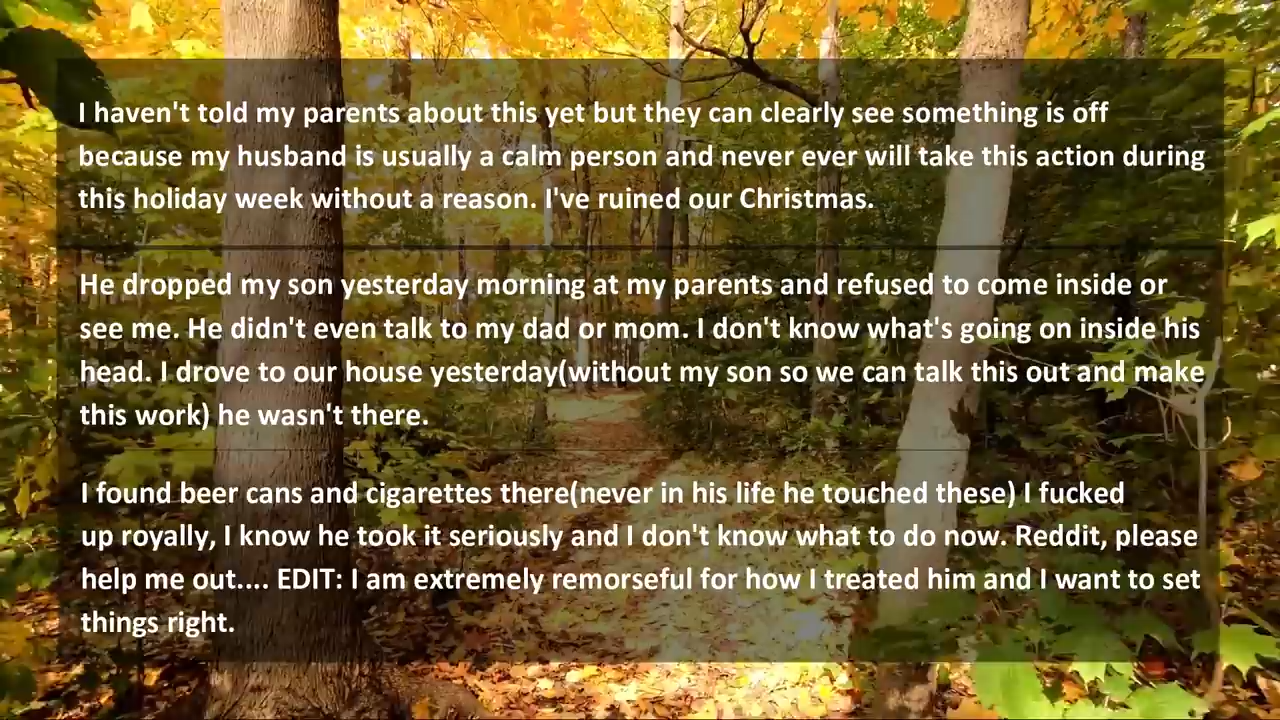 I haven't told my parents about this yet but they can clearly see something is off
because my husband is usually a calm person and never ever will take this action during
this holiday week without a reason. I've ruined our Christmas.
He dropped my son yesterday morning at my parents and refused to come inside or
see me. He didn't even talk to my dad or mom. I don't know what's going on inside his
head. I drove to our house yesterday(without my son so we can talk this out and make
this work) he wasn't there.
I found beer cans and cigarettes there(never in his life he touched these) I fucked
up royally, I know he took it seriously and I don't know what to do now. Reddit, please
help me out.... EDIT: I am extremely remorseful for how I treated him and I want to set
things right.